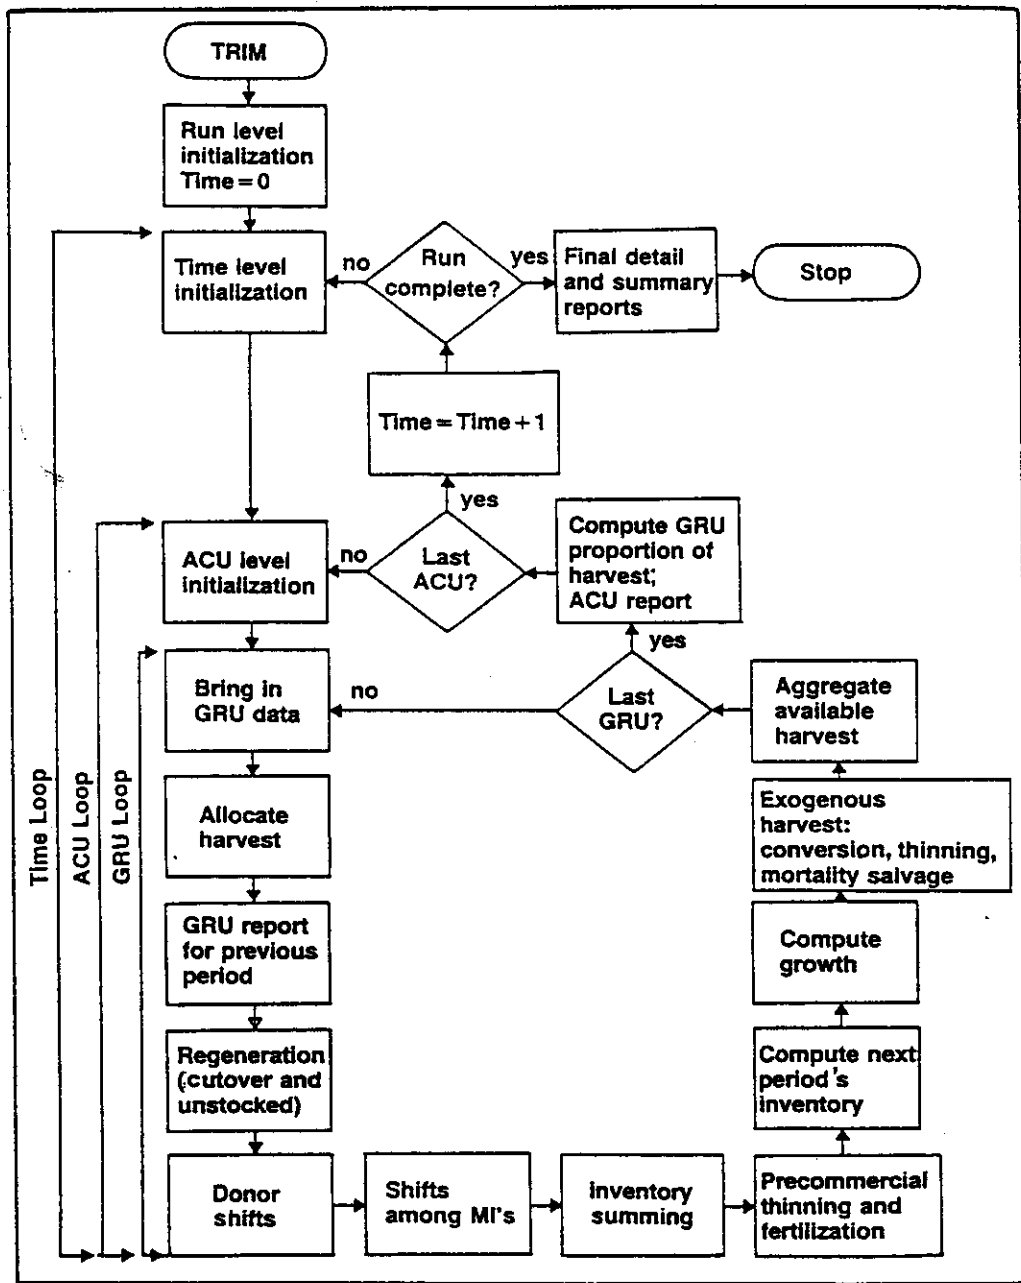 TRIM
Run level
initialization
Time=0
Time level
initialization
no
Run
complete?
yes
Final detail
and summary
reports
Stop
Time=Time+1
yes
ACU level
initialization
no
Last
ACU?
Compute GRU
proportion of
harvest;
ACU report
yes
Bring in
GRU data
no
Last
GRU?
Aggregate
available
harvest
Allocate
harvest
Exogenous
harvest:
conversion, thinning,
mortality salvage
GRU report
for previous
period
Compute
growth
Regeneration
(cutover and
unstocked)
Compute next
period's
inventory
Donor
shifts
Shifts
among MI's
Inventory
summing
Precommercial
thinning and
fertilization
Time Loop
ACU Loop
GRU Loop